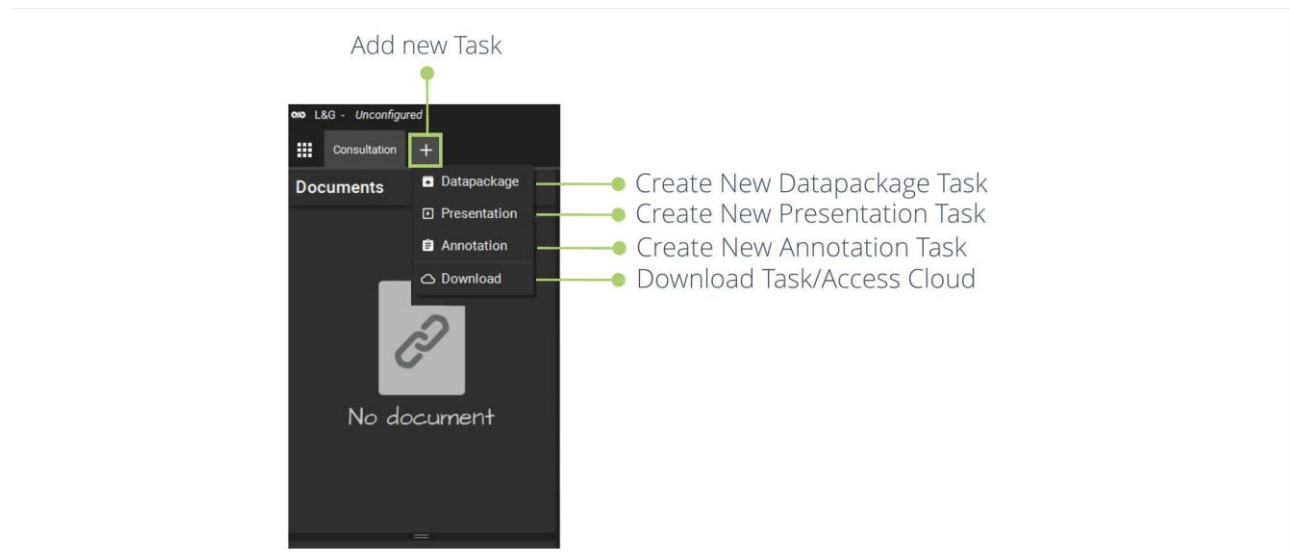 Add new Task
L&G - Unconfigured
Consultation +
Documents
Datapackage
Presentation
Annotation
Download
Create New Datapackage Task
Create New Presentation Task
Create New Annotation Task
Download Task/Access Cloud
No document